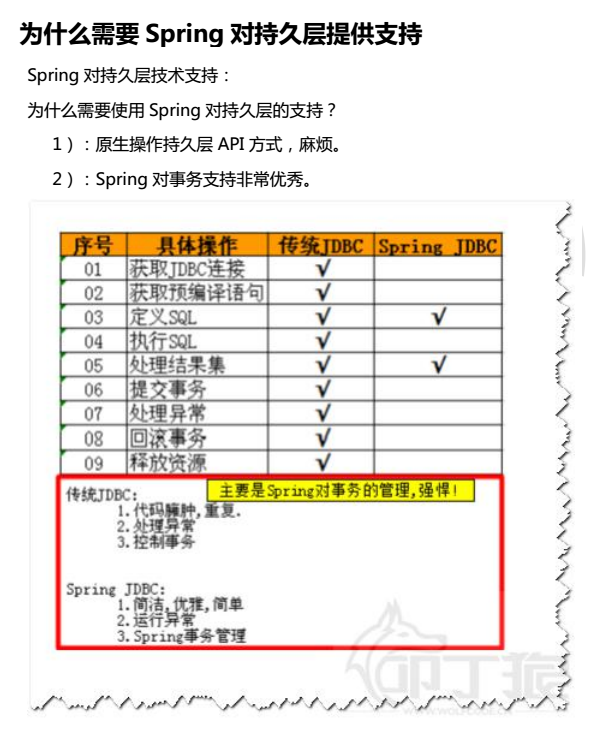 为什么需要 Spring 对持久层提供支持
Spring 对持久层技术支持：
为什么需要使用 Spring 对持久层的支持？
1）：原生操作持久层 API 方式，麻烦。
2）：Spring 对事务支持非常优秀。
序号 具体操作 传统JDBC Spring JDBC
01 获取JDBC连接 √
02 获取预编译语句 √
03 定义SQL √ √
04 执行SQL √
05 处理结果集 √ √
06 提交事务 √
07 处理异常 √
08 回滚事务 √
09 释放资源 √
主要是Spring对事务的管理,强悍!
传统JDBC:
1.代码臃肿,重复.
2.处理异常
3.控制事务
Spring JDBC:
1.简洁,优雅,简单
2.运行异常
3.Spring事务管理
叩丁狼